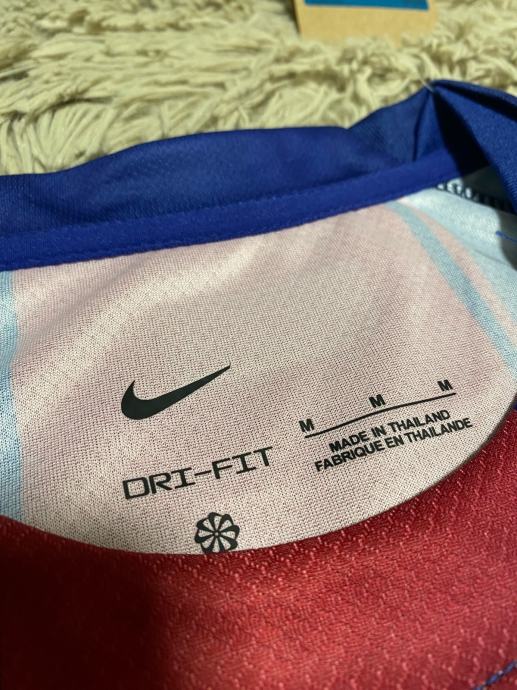 DRI-FIT
M M M
MADE IN THAILAND
FABRIQUE EN THAILANDE